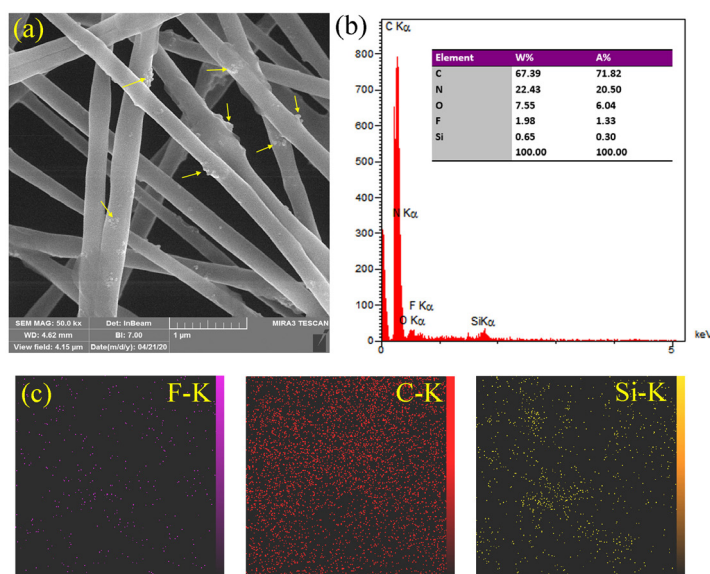 (a)
SEM MAG: 50.0 kx
Det: InBeam
MIRA3 TESCAN
WD: 4.62 mm
BI: 7.00
1 µm
View field: 4.15 µm
Date(m/d/y): 04/21/20
(b)
C Kα
800
700
600
500
400
300
200
100
0
N Kα
F Kα
O Kα
SiKα
keV
0
5
Element W% A%
C 67.39 71.82
N 22.43 20.50
O 7.55 6.04
F 1.98 1.33
Si 0.65 0.30
100.00 100.00
(c)
F-K
C-K
Si-K